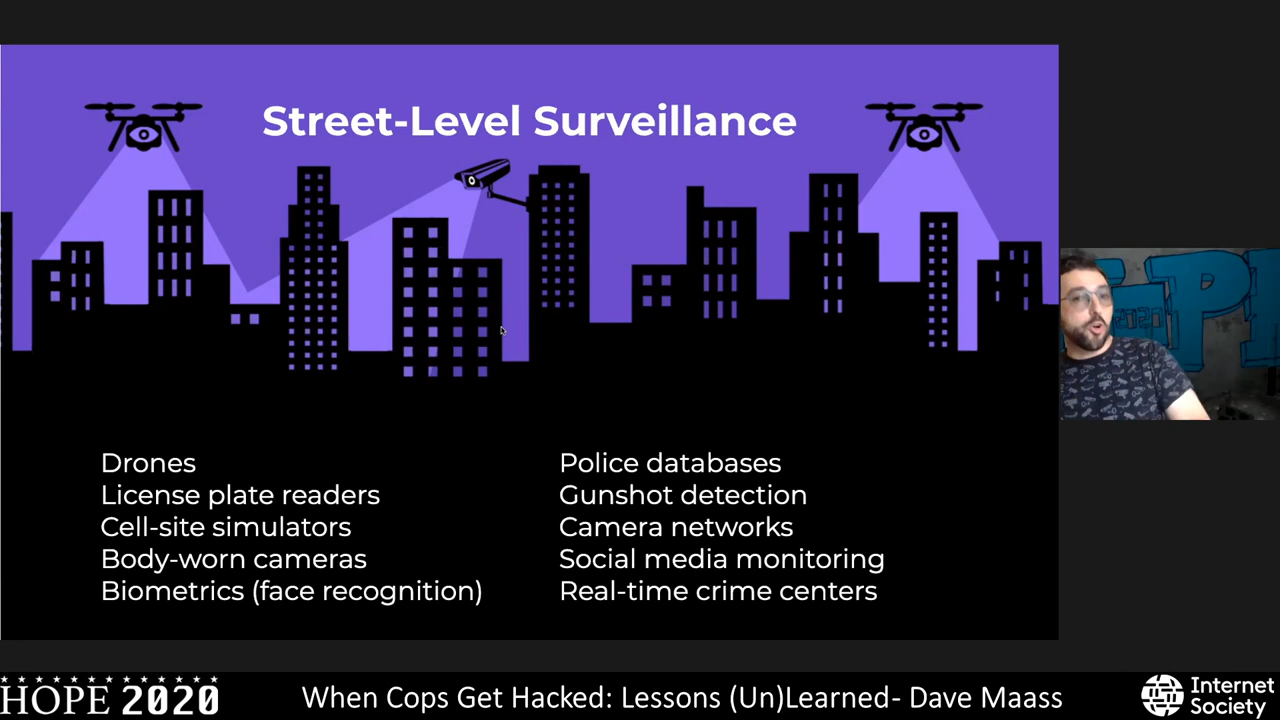 Street-Level Surveillance
Drones
License plate readers
Cell-site simulators
Body-worn cameras
Biometrics (face recognition)
Police databases
Gunshot detection
Camera networks
Social media monitoring
Real-time crime centers
2020
HOPE 2020
When Cops Get Hacked: Lessons (Un)Learned- Dave Maass
Internet
Society